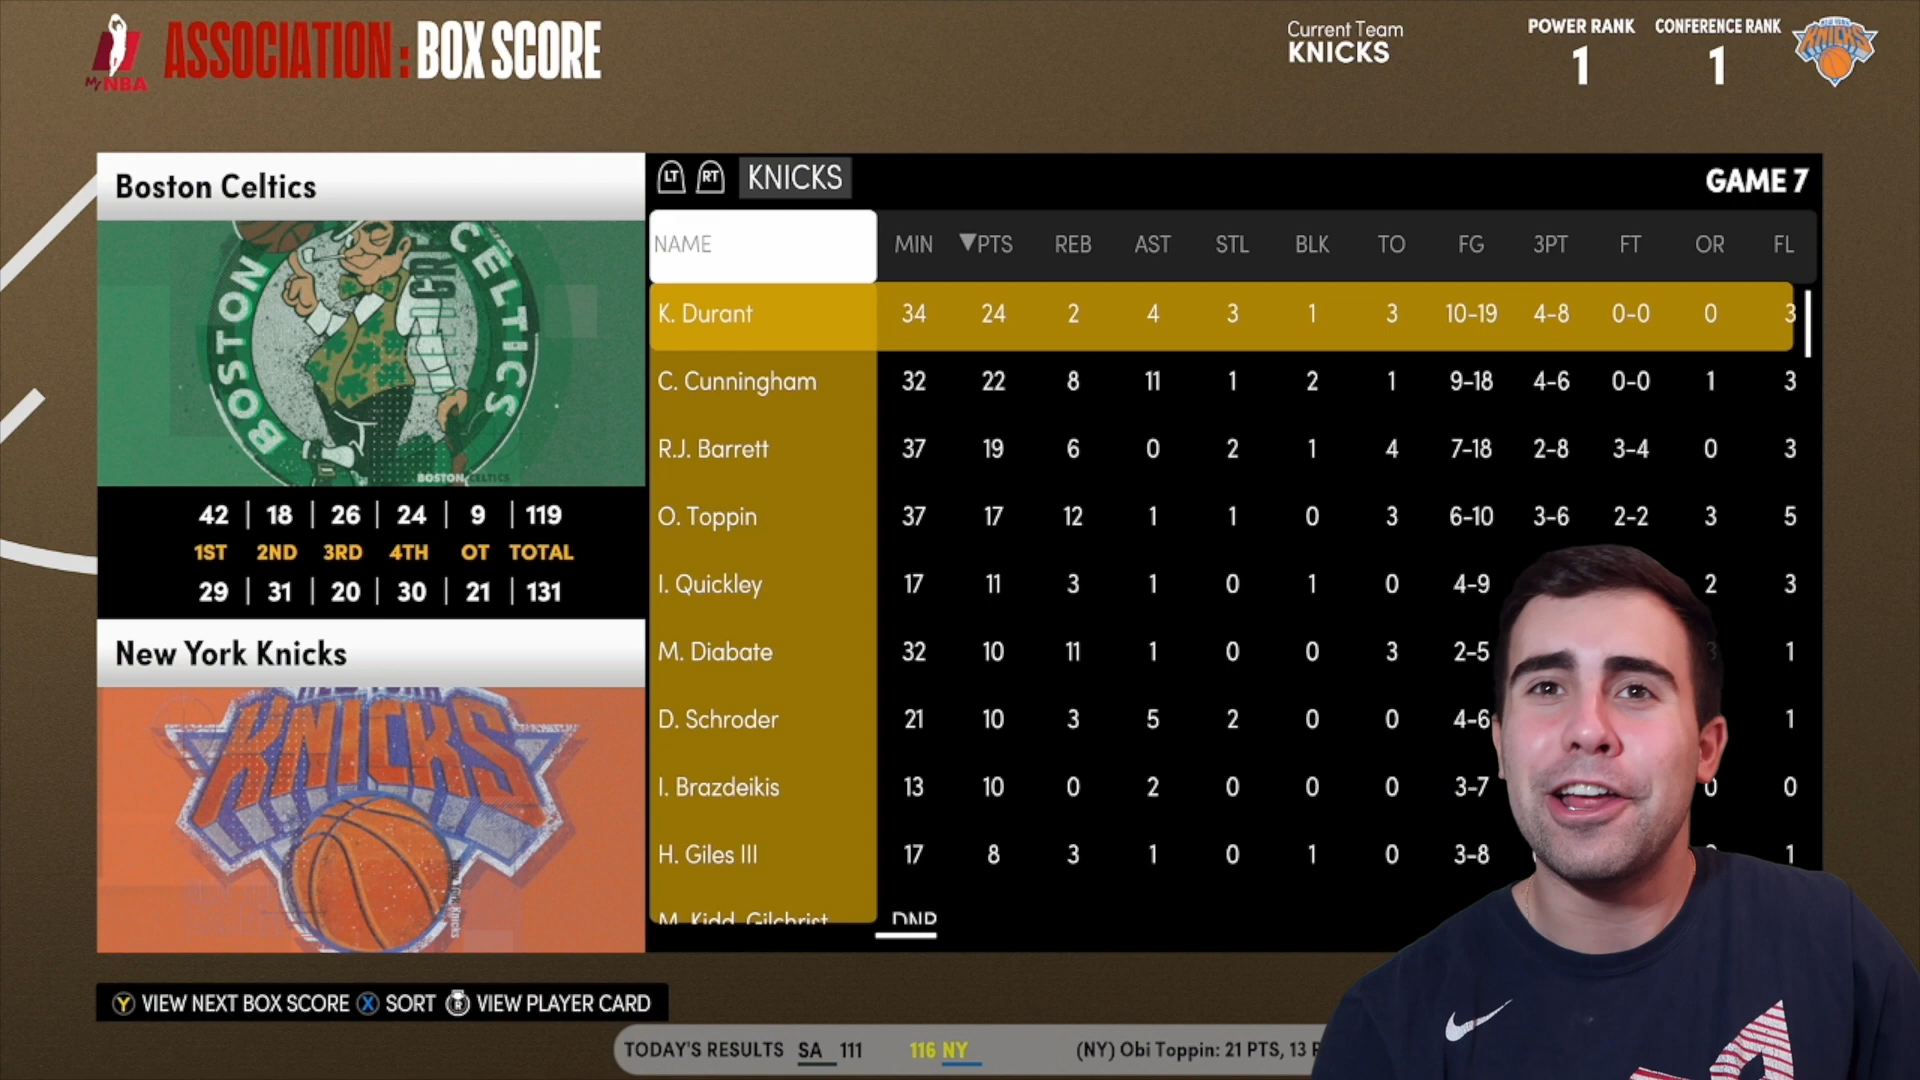 MyNBA
ASSOCIATION: BOX SCORE
Current Team
KNICKS
POWER RANK
1
CONFERENCE RANK
1
KNICKS
Boston Celtics
BOSTON CELTICS
BOSTON CELTICS
42 | 18 | 26 | 24 | 9 | 119
1ST 2ND 3RD 4TH OT TOTAL
29 | 31 | 20 | 30 | 21 | 131
New York Knicks
KNICKS
LT RT KNICKS
GAME 7
NAME MIN ▼PTS REB AST STL BLK TO FG 3PT FT OR FL
K. Durant 34 24 2 4 3 1 3 10-19 4-8 0-0 0 3
C. Cunningham 32 22 8 11 1 2 1 9-18 4-6 0-0 1 3
R.J. Barrett 37 19 6 0 2 1 4 7-18 2-8 3-4 0 3
O. Toppin 37 17 12 1 1 0 3 6-10 3-6 2-2 3 5
I. Quickley 17 11 3 1 0 1 0 4-9 2 3
M. Diabate 32 10 11 1 0 0 3 2-5 3 1
D. Schroder 21 10 3 5 2 0 0 4-6 1
I. Brazdeikis 13 10 0 2 0 0 0 3-7 0 0
H. Giles III 17 8 3 1 0 1 0 3-8 1
M. Kidd-Gilchrist DNP
Y VIEW NEXT BOX SCORE X SORT R VIEW PLAYER CARD
TODAY'S RESULTS SA 111 116 NY (NY) Obi Toppin: 21 PTS, 13